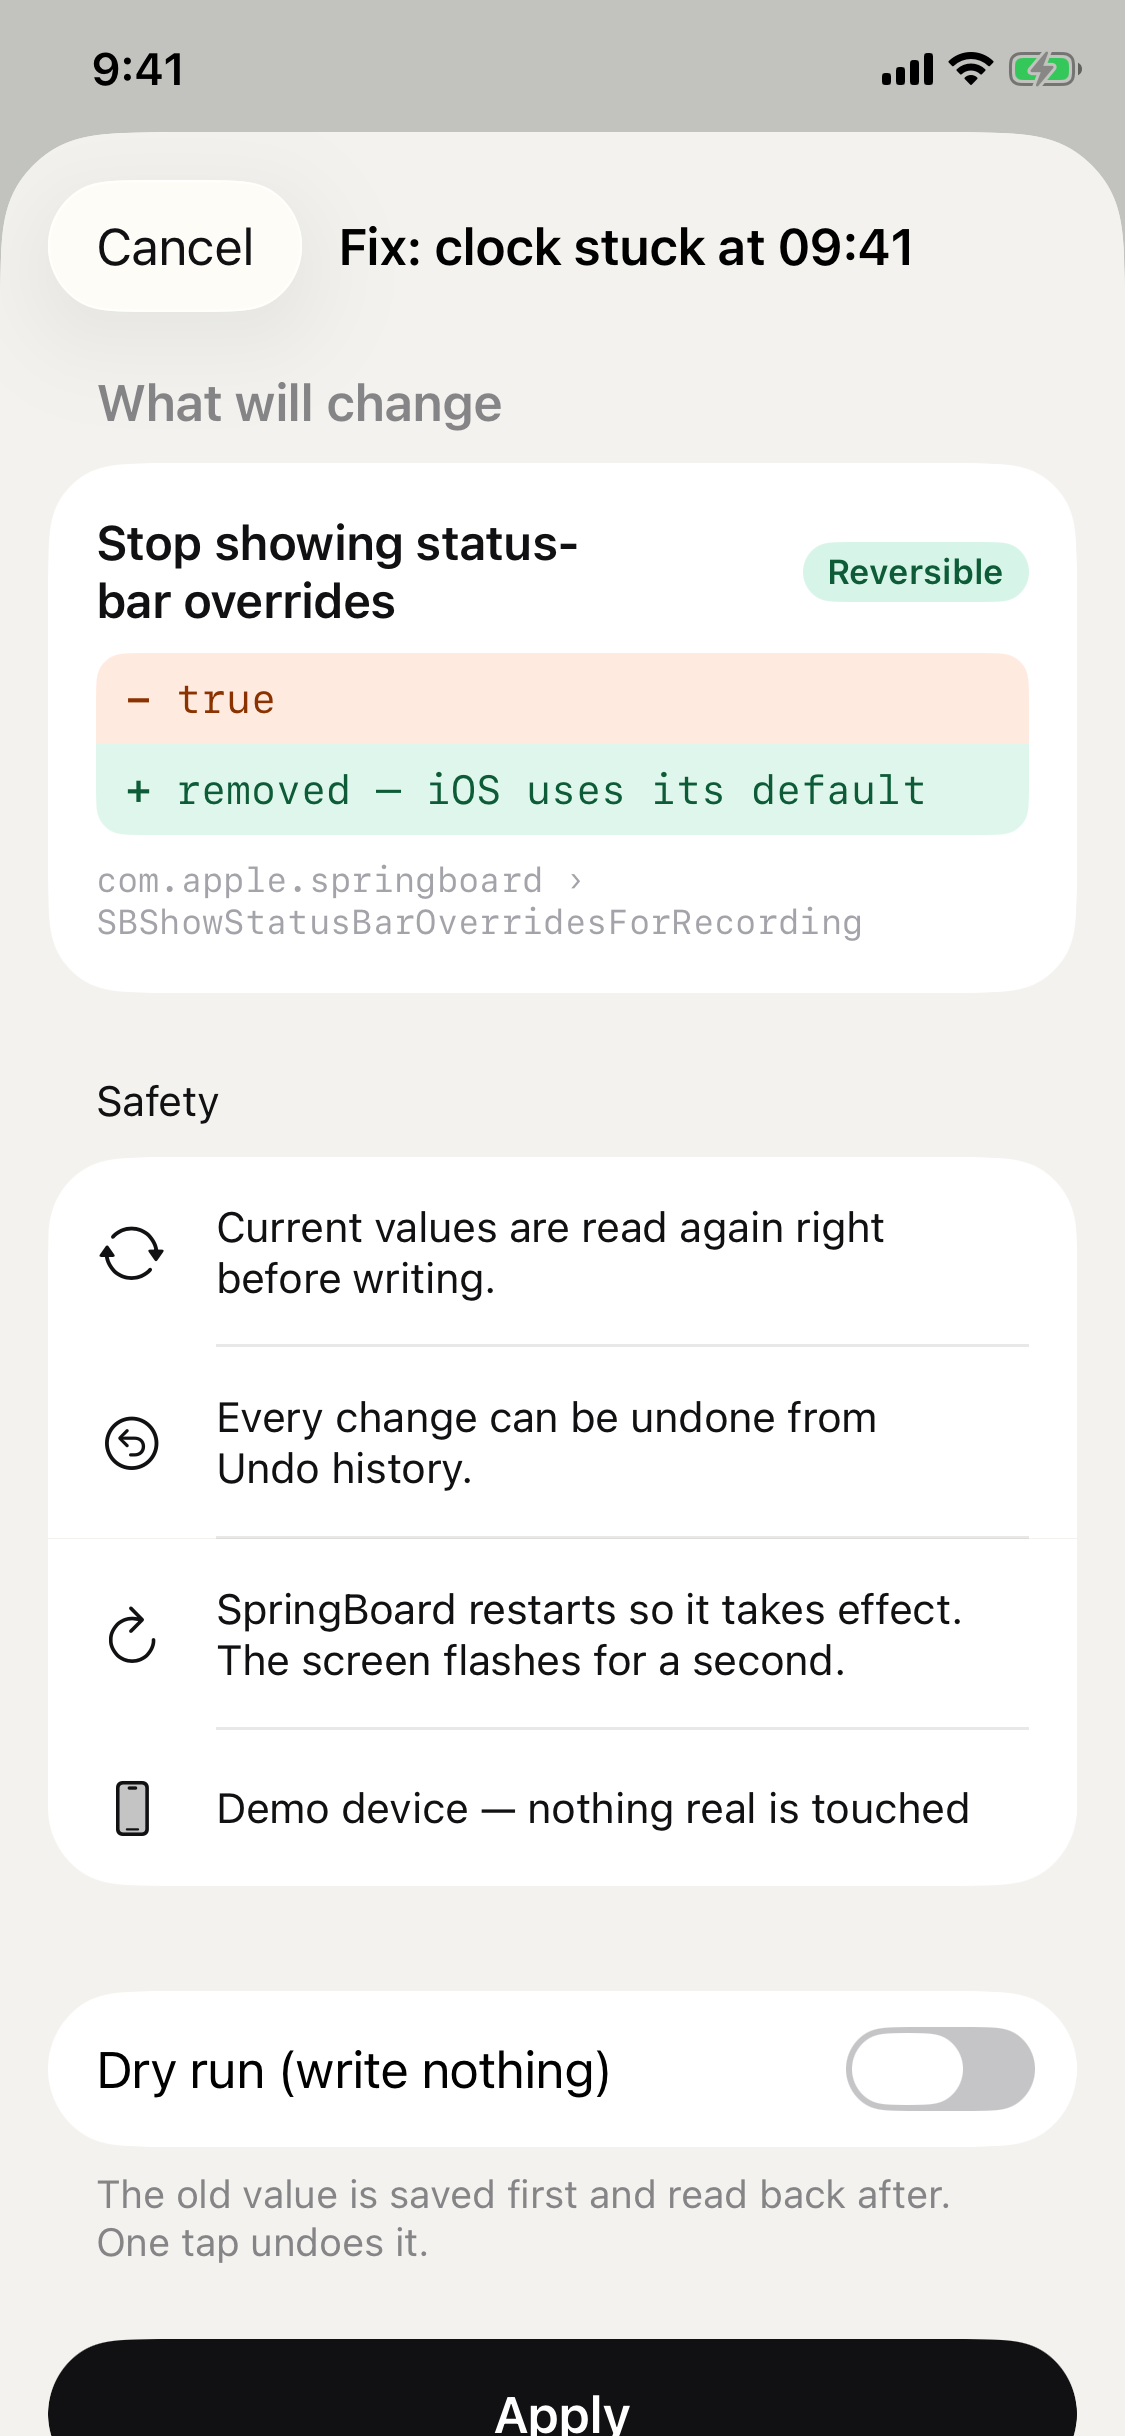 9:41
Cancel
Fix: clock stuck at 09:41
What will change
Stop showing status-
bar overrides
Reversible
− true
+ removed — iOS uses its default
com.apple.springboard ›
SBShowStatusBarOverridesForRecording
Safety
Current values are read again right
before writing.
Every change can be undone from
Undo history.
SpringBoard restarts so it takes effect.
The screen flashes for a second.
Demo device — nothing real is touched
Dry run (write nothing)
The old value is saved first and read back after.
One tap undoes it.
Apply